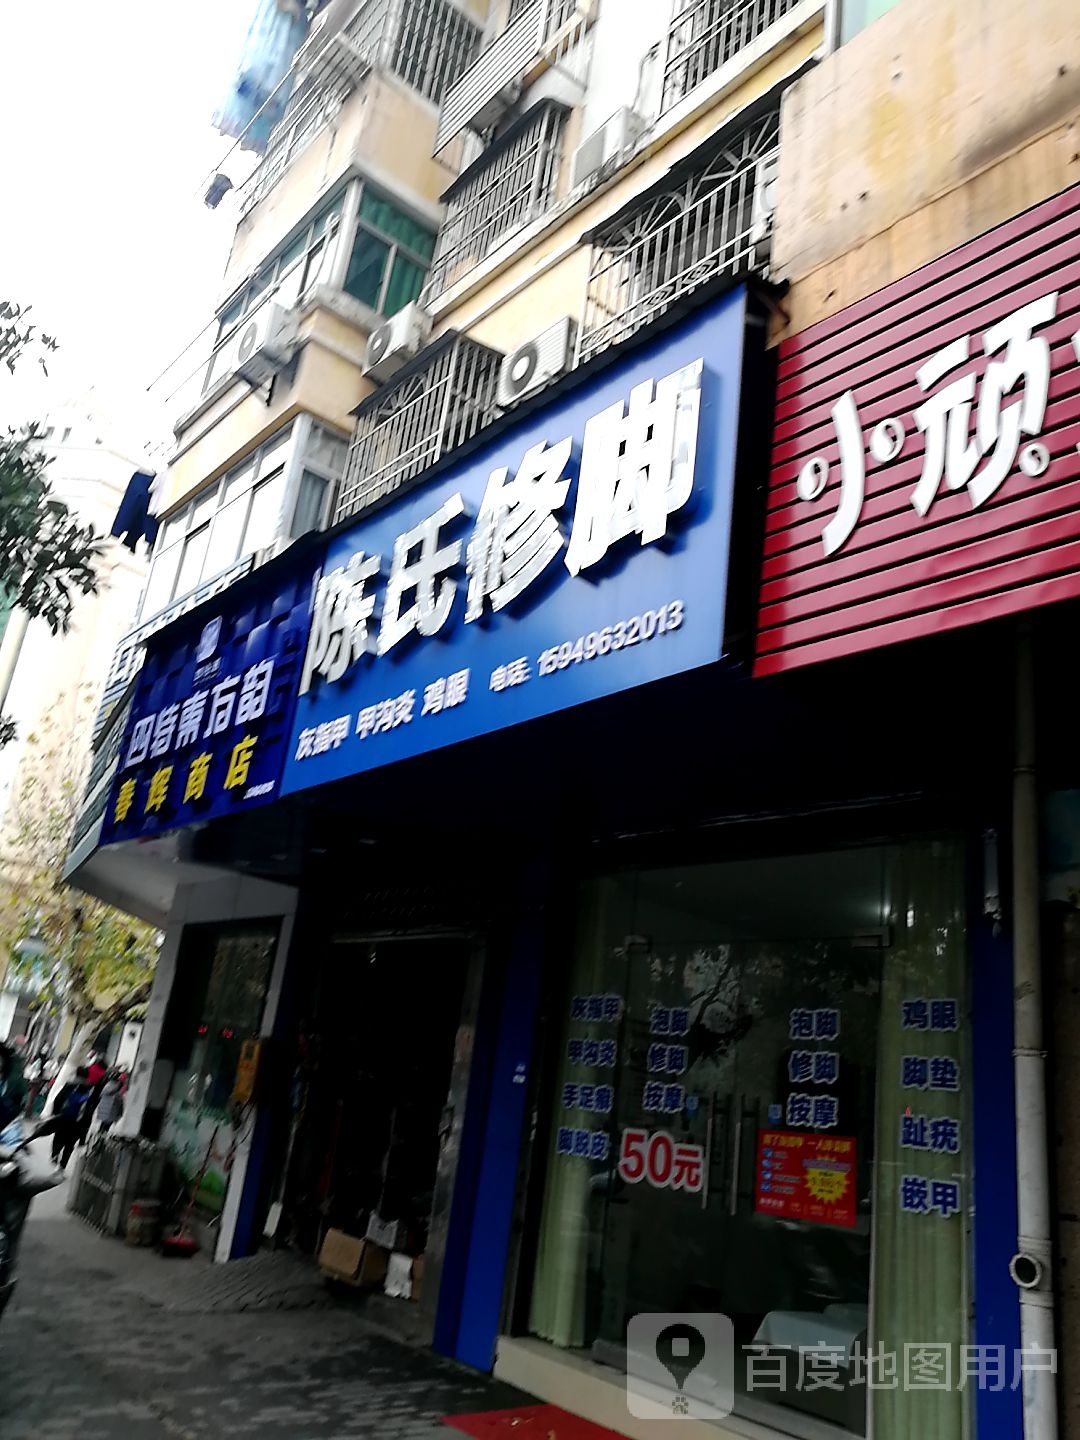 陈氏修脚
灰指甲 甲沟炎 鸡眼 电话: 15949632013
四特东方韵
春辉商店
小顽
灰指甲
甲沟炎
手足癣
脚脱皮
泡脚
修脚
按摩
50元
泡脚
修脚
按摩
鸡眼
脚垫
趾疣
嵌甲
百度地图用户